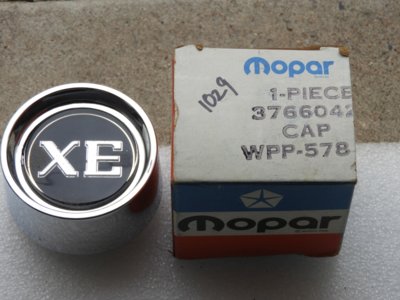 XE
mopar
1029
1-PIECE
3766042
CAP
WPP-578
mopar